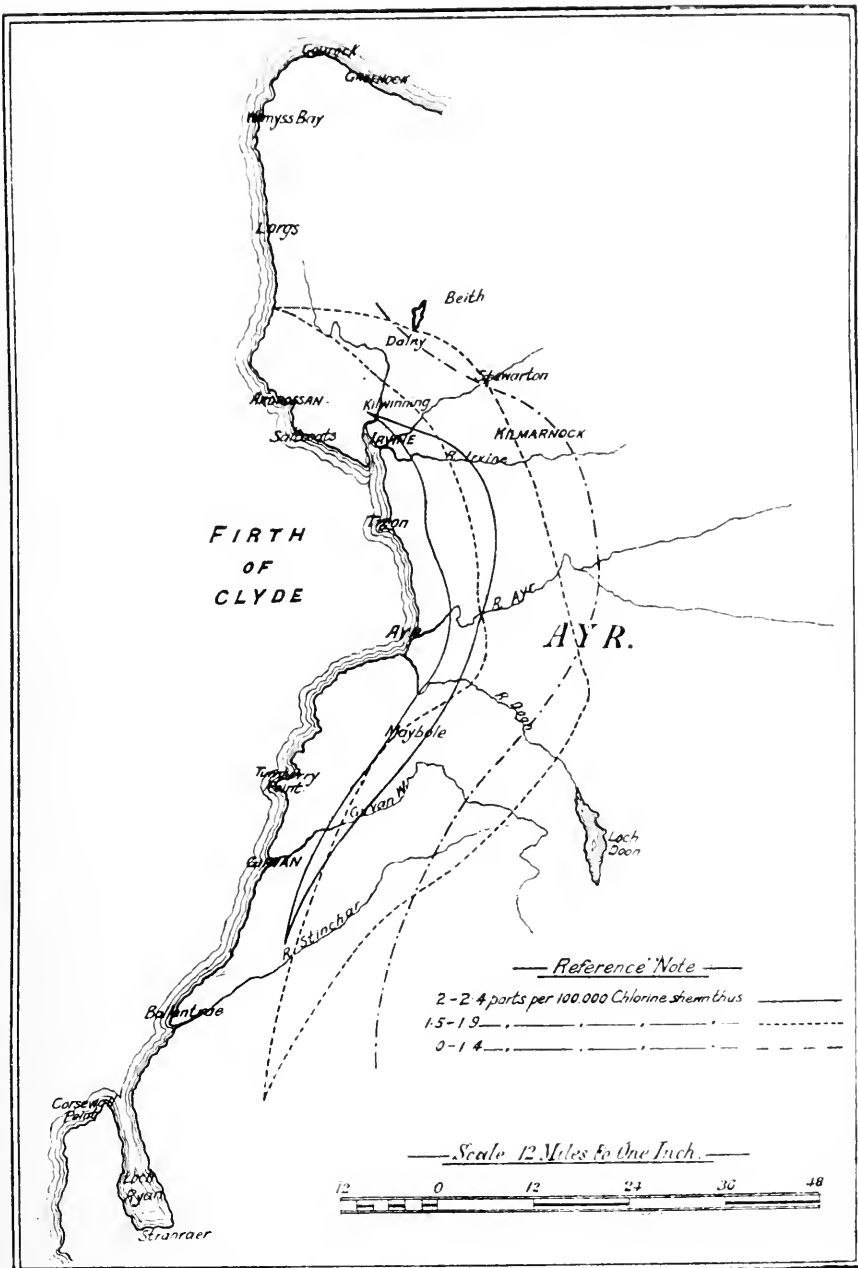 Gourock
GREENOCK
Wemyss Bay
Largs
Beith
Dalry
Stewarton
ARDROSSAN
Kilwinning
Saltcoats
IRVINE
KILMARNOCK
R. Irvine
Troon
FIRTH
OF
CLYDE
R. Ayr
AYR
AYR.
R. Doon
Maybole
Turnberry
Point.
Girvan W.
GIRVAN
Loch
Doon
R. Stinchar
Reference Note
2-2.4 parts per 100,000 Chlorine shewn thus
1.5-1.9
0-1.4
Ballantrae
Corsewall
Point
Loch
Ryan
Stranraer
Scale 12 Miles to One Inch.
12 0 12 24 36 48